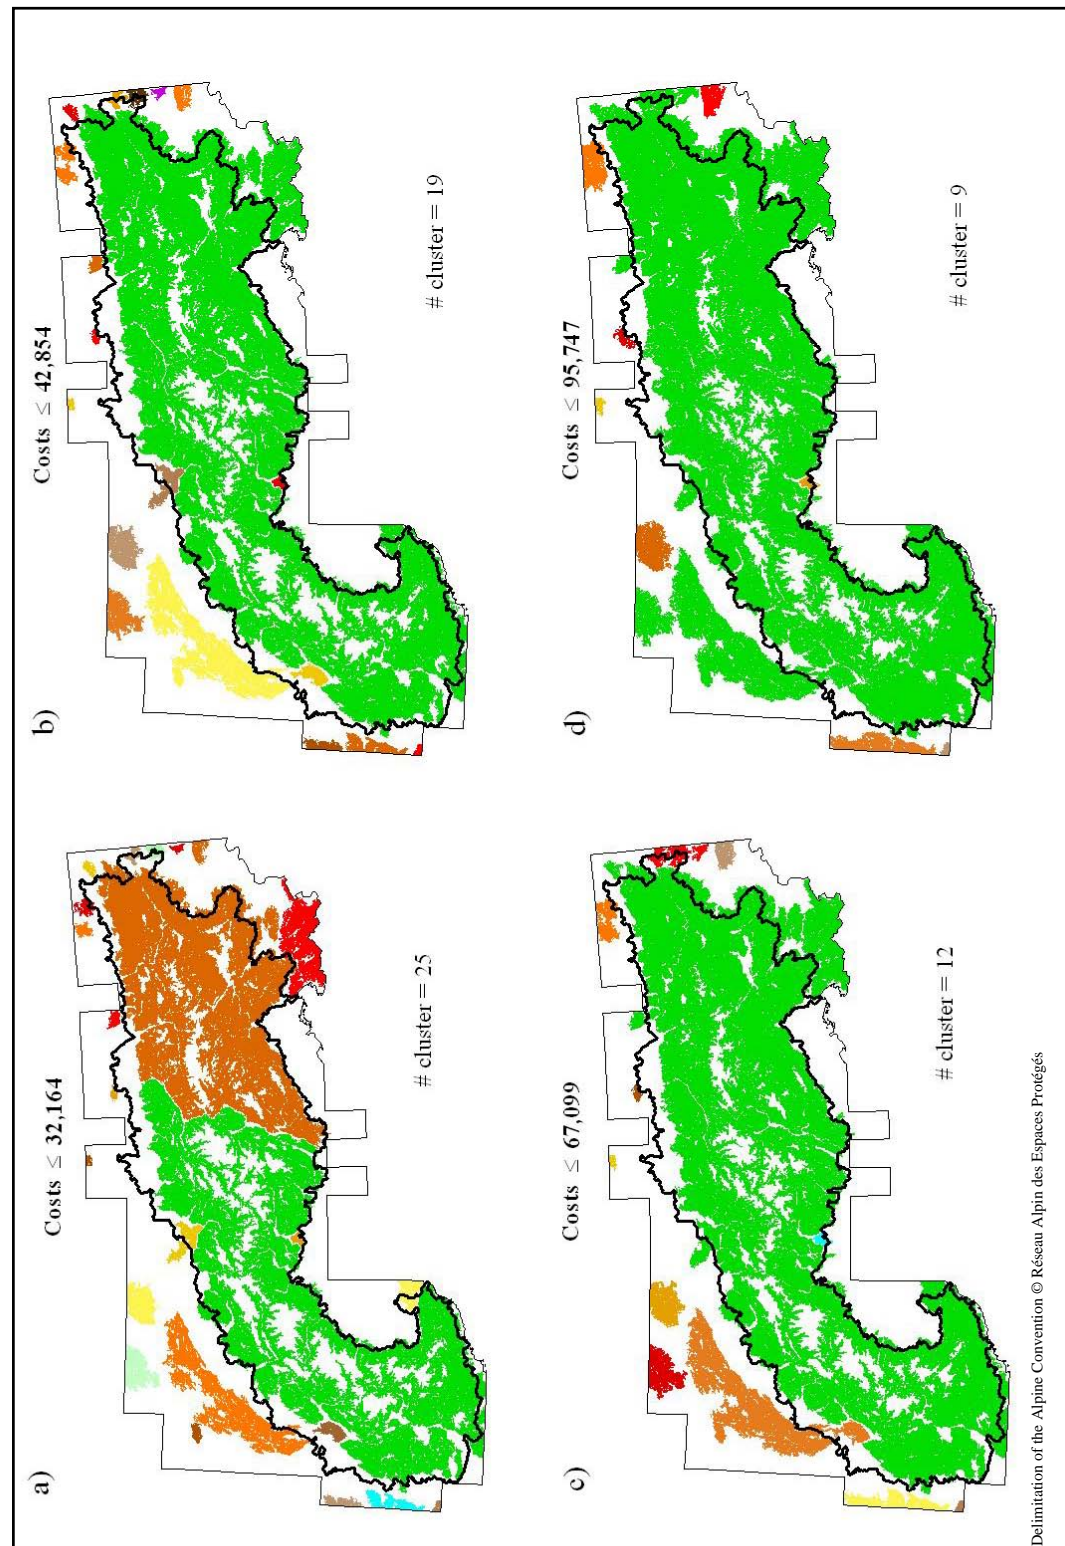 a)
Costs ≤ 32,164
# cluster = 25
b)
Costs ≤ 42,854
# cluster = 19
c)
Costs ≤ 67,099
# cluster = 12
d)
Costs ≤ 95,747
# cluster = 9
Delimitation of the Alpine Convention © Réseau Alpin des Espaces Protégés